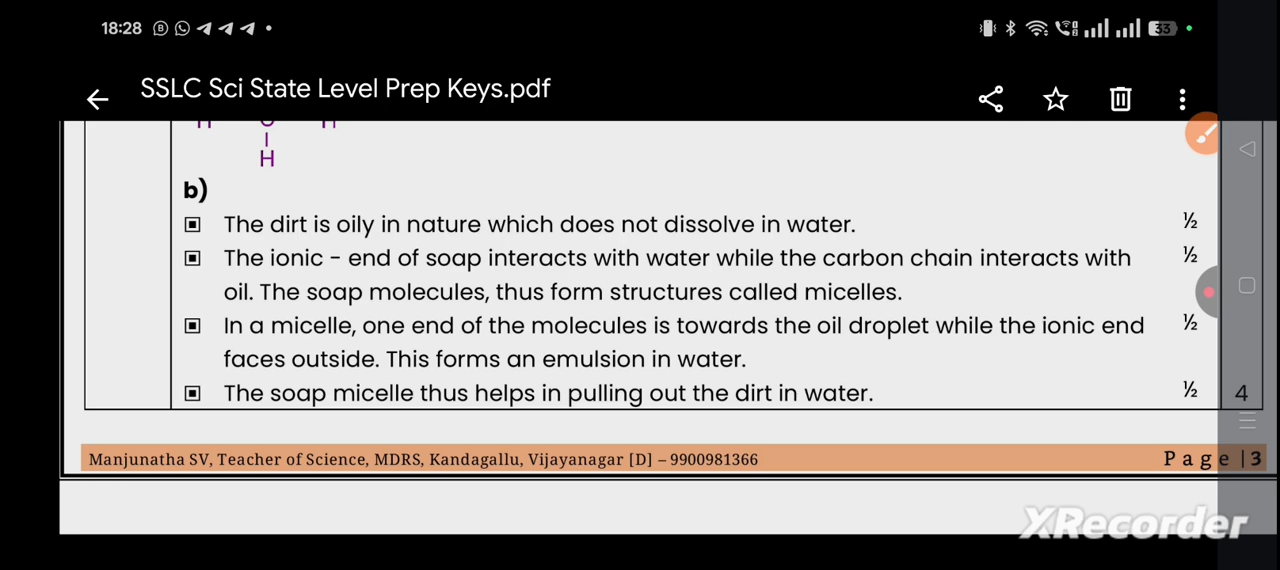 18:28
33
SSLC Sci State Level Prep Keys.pdf
H
|
H
b)
The dirt is oily in nature which does not dissolve in water. ½
The ionic - end of soap interacts with water while the carbon chain interacts with ½
oil. The soap molecules, thus form structures called micelles.
In a micelle, one end of the molecules is towards the oil droplet while the ionic end ½
faces outside. This forms an emulsion in water.
The soap micelle thus helps in pulling out the dirt in water. ½ 4
Manjunatha SV, Teacher of Science, MDRS, Kandagallu, Vijayanagar [D] – 9900981366 Page |3
XRecorder